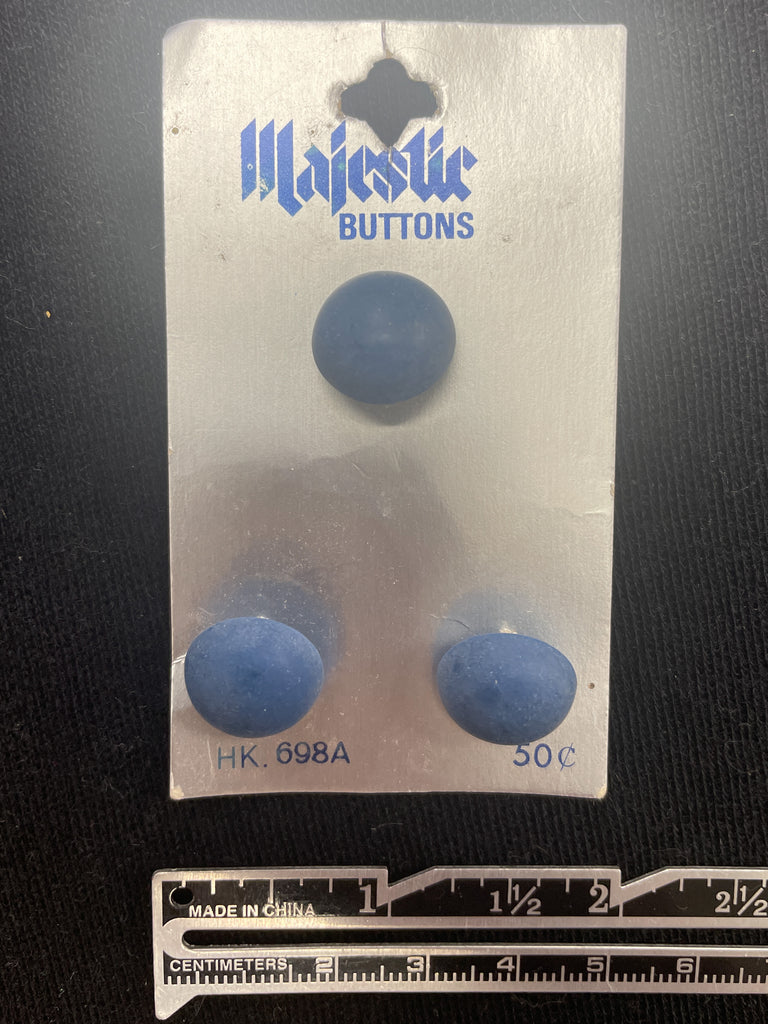 Majestic
BUTTONS
HK. 698A 50¢
1 1½ 2 2½
MADE IN CHINA
CENTIMETERS 2 3 4 5 6